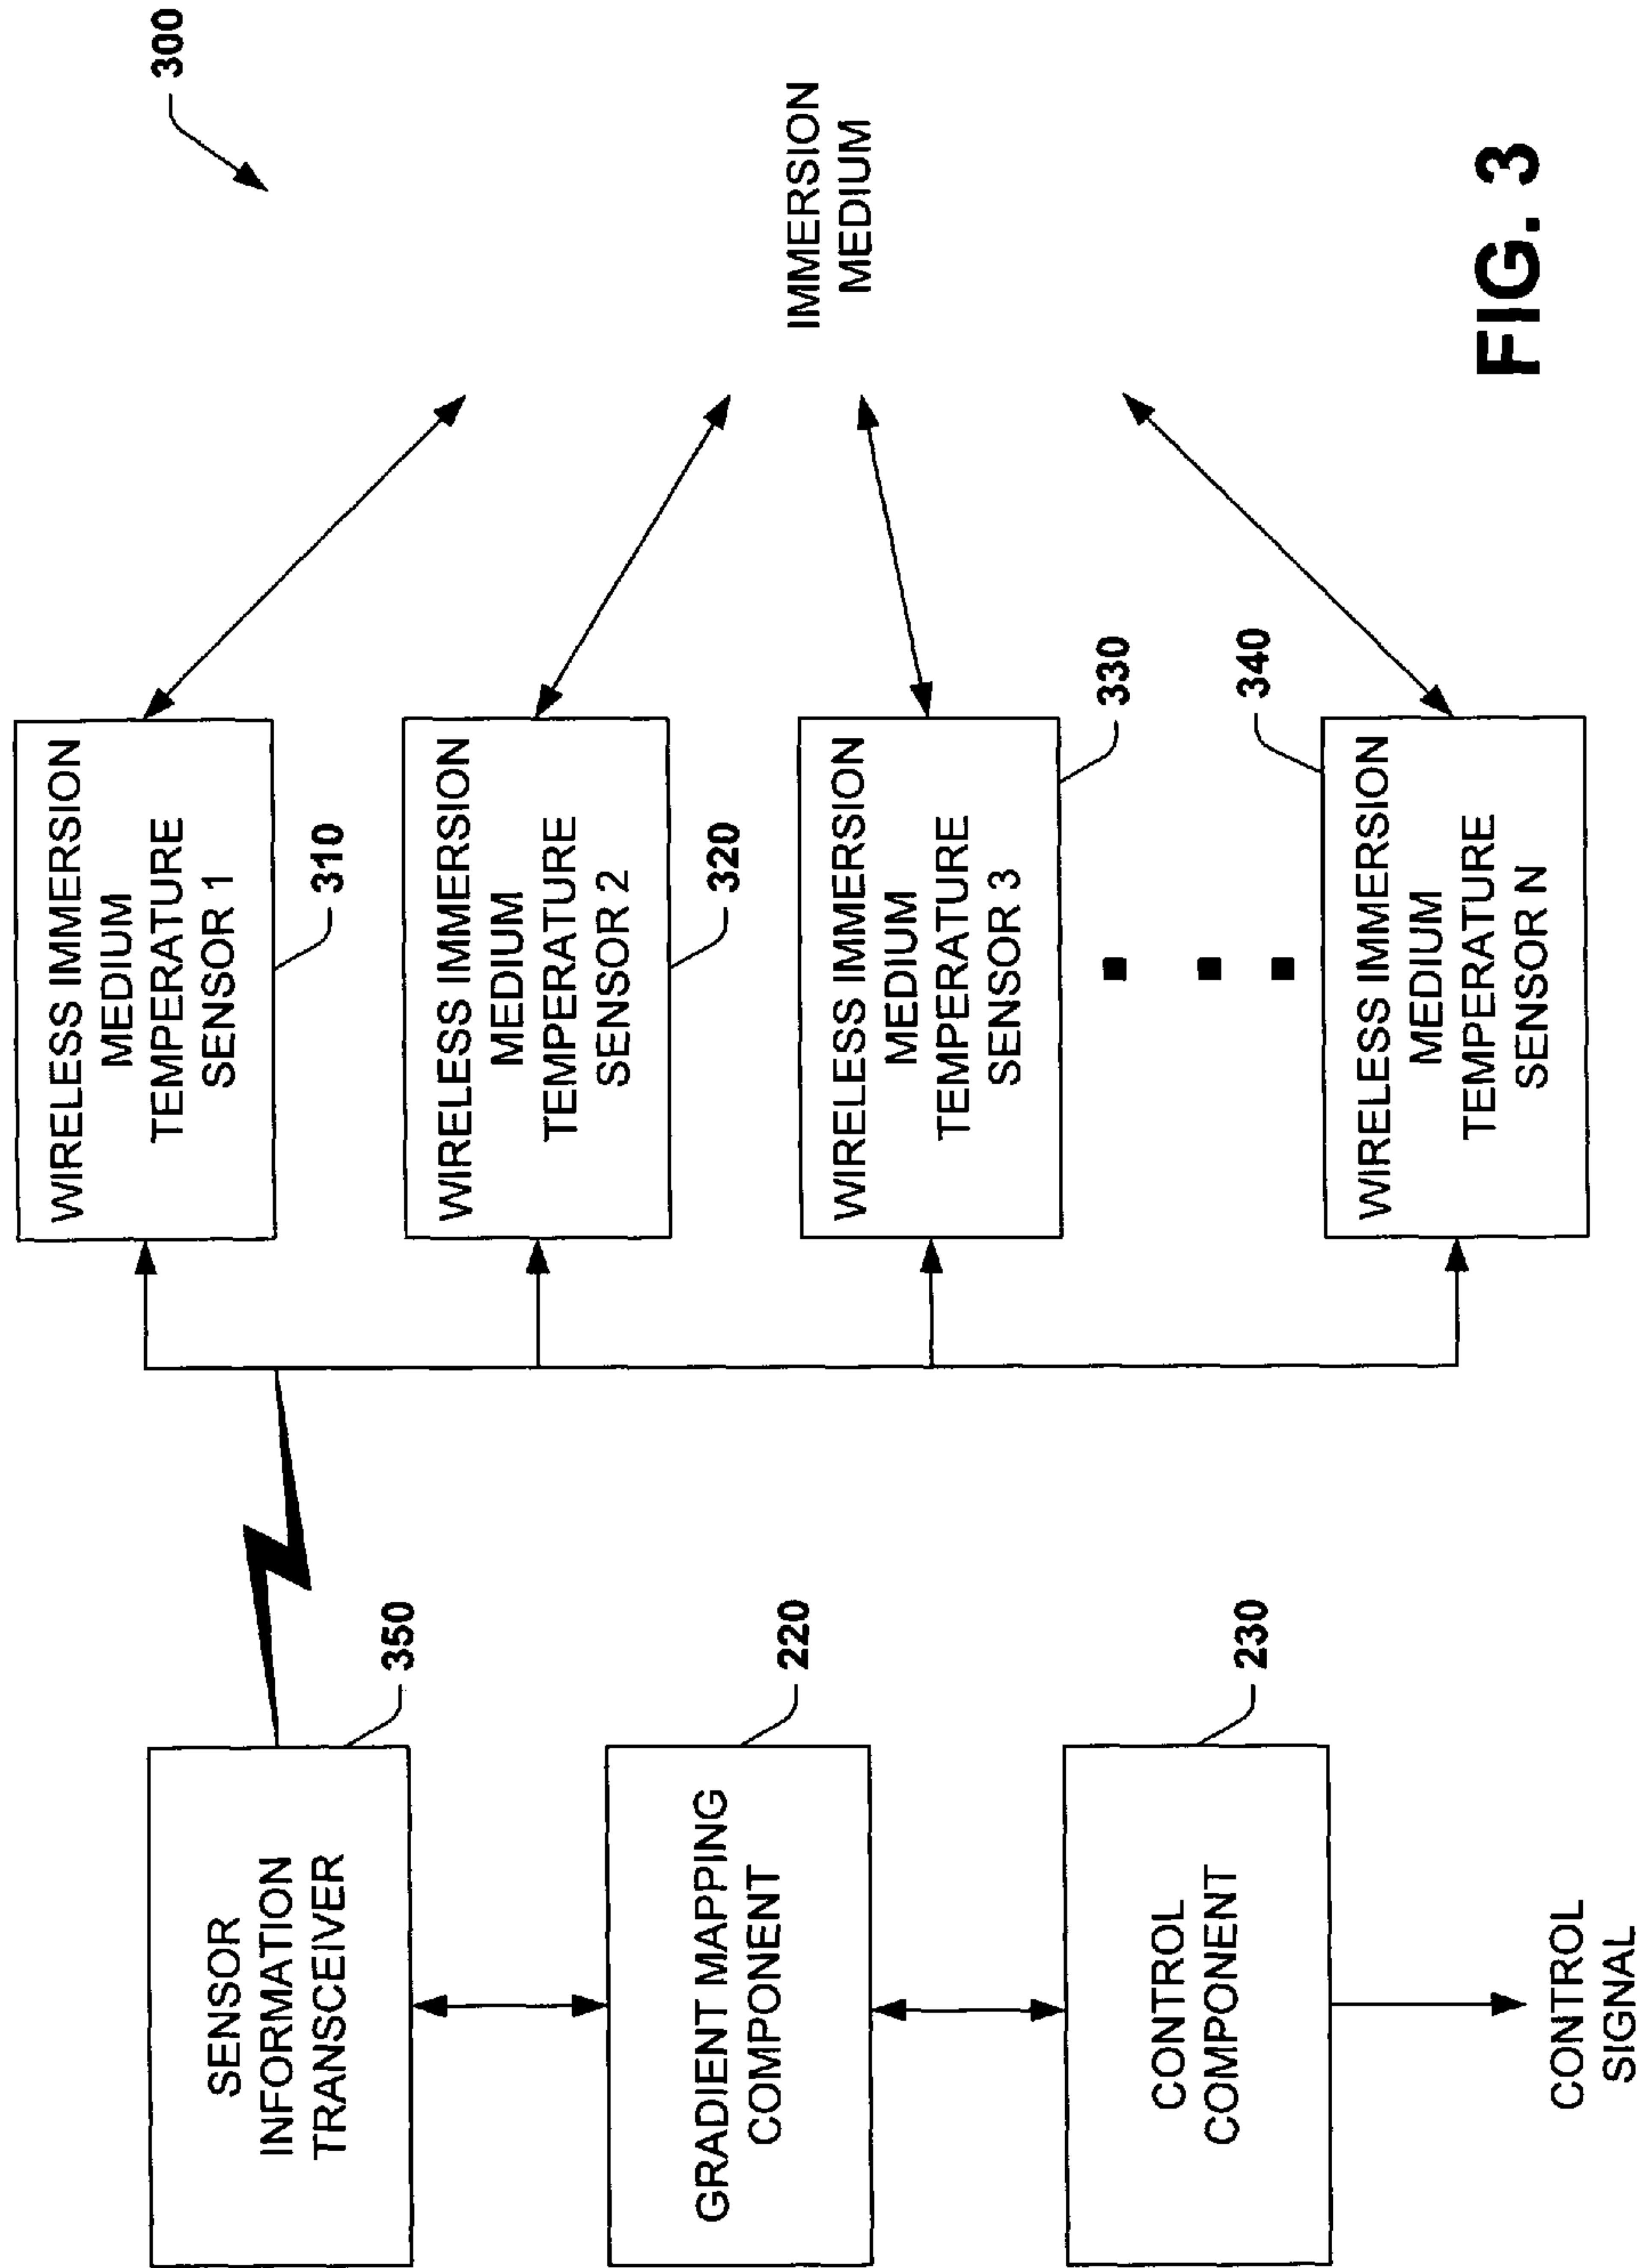 300
SENSOR
INFORMATION
TRANSCEIVER
350
WIRELESS IMMERSION
MEDIUM
TEMPERATURE
SENSOR 1
310
GRADIENT MAPPING
COMPONENT
220
WIRELESS IMMERSION
MEDIUM
TEMPERATURE
SENSOR 2
320
IMMERSION
MEDIUM
CONTROL
COMPONENT
230
WIRELESS IMMERSION
MEDIUM
TEMPERATURE
SENSOR 3
330
CONTROL
SIGNAL
340
WIRELESS IMMERSION
MEDIUM
TEMPERATURE
SENSOR N
FIG. 3